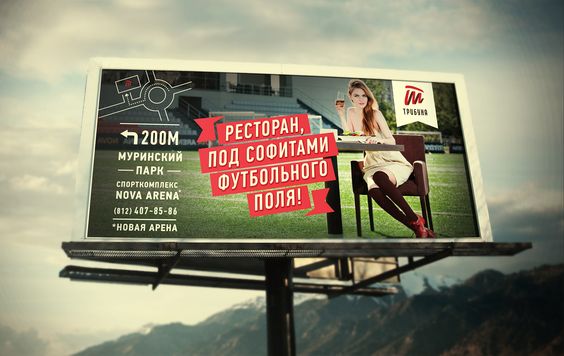 200М
МУРИНСКИЙ
ПАРК
СПОРТКОМПЛЕКС
NOVA ARENA*
(812) 407-85-86
*НОВАЯ АРЕНА
РЕСТОРАН,
ПОД СОФИТАМИ
ФУТБОЛЬНОГО
ПОЛЯ!
ТРИБУНА